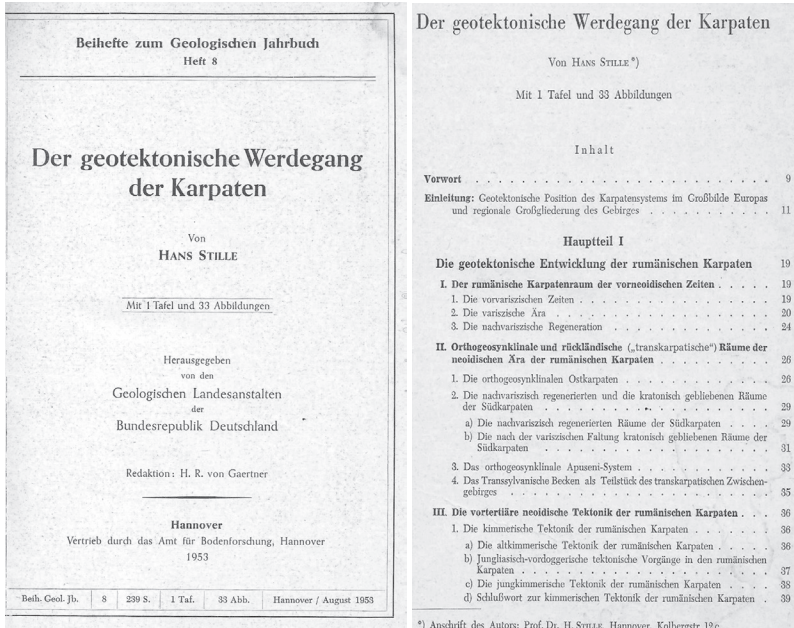 Beihefte zum Geologischen Jahrbuch
Heft 8
Der geotektonische Werdegang
der Karpaten
Von
HANS STILLE
Mit 1 Tafel und 33 Abbildungen
Herausgegeben
von den
Geologischen Landesanstalten
der
Bundesrepublik Deutschland
Redaktion: H. R. von Gaertner
Hannover
Vertrieb durch das Amt für Bodenforschung, Hannover
1953
Beih. Geol. Jb. 8 239 S. 1 Taf. 33 Abb. Hannover / August 1953
Der geotektonische Werdegang der Karpaten
Von HANS STILLE*)
Mit 1 Tafel und 33 Abbildungen
Inhalt
Vorwort . . . . . . . . . . 9
Einleitung: Geotektonische Position des Karpatensystems im Großbilde Europas
und regionale Großgliederung des Gebirges . . . . . . . . . . 11
Hauptteil I
Die geotektonische Entwicklung der rumänischen Karpaten 19
I. Der rumänische Karpatenraum der vorneoidischen Zeiten . . . . . 19
1. Die vorvariszischen Zeiten . . . . . . . . . . 19
2. Die variszische Ära . . . . . . . . . . 20
3. Die nachvariszische Regeneration . . . . . . . . . . 24
II. Orthogeosynklinale und rückländische („transkarpatische“) Räume der
neoidischen Ära der rumänischen Karpaten . . . . . . . . . . 26
1. Die orthogeosynklinalen Ostkarpaten . . . . . . . . . . 26
2. Die nachvariszisch regenerierten und die kratonisch gebliebenen Räume
der Südkarpaten . . . . . . . . . . 29
a) Die nachvariszisch regenerierten Räume der Südkarpaten . . . . . 29
b) Die nach der variszischen Faltung kratonisch gebliebenen Räume der
Südkarpaten . . . . . . . . . . 31
3. Das orthogeosynklinale Apuseni-System . . . . . . . . . . 33
4. Das Transsylvanische Becken als Teilstück des transkarpatischen Zwischen-
gebirges . . . . . . . . . . 35
III. Die vortertiäre neoidische Tektonik der rumänischen Karpaten . . . 36
1. Die kimmerische Tektonik der rumänischen Karpaten . . . . . 36
a) Die altkimmerische Tektonik der rumänischen Karpaten . . . . . 36
b) Jungliasisch-vordoggerische tektonische Vorgänge in den rumänischen
Karpaten . . . . . . . . . . 37
c) Die jungkimmerische Tektonik der rumänischen Karpaten . . . . . 38
d) Schlußwort zur kimmerischen Tektonik der rumänischen Karpaten . 39
*) Anschrift des Autors: Prof. Dr. H. STILLE, Hannover, Kolbergstr.